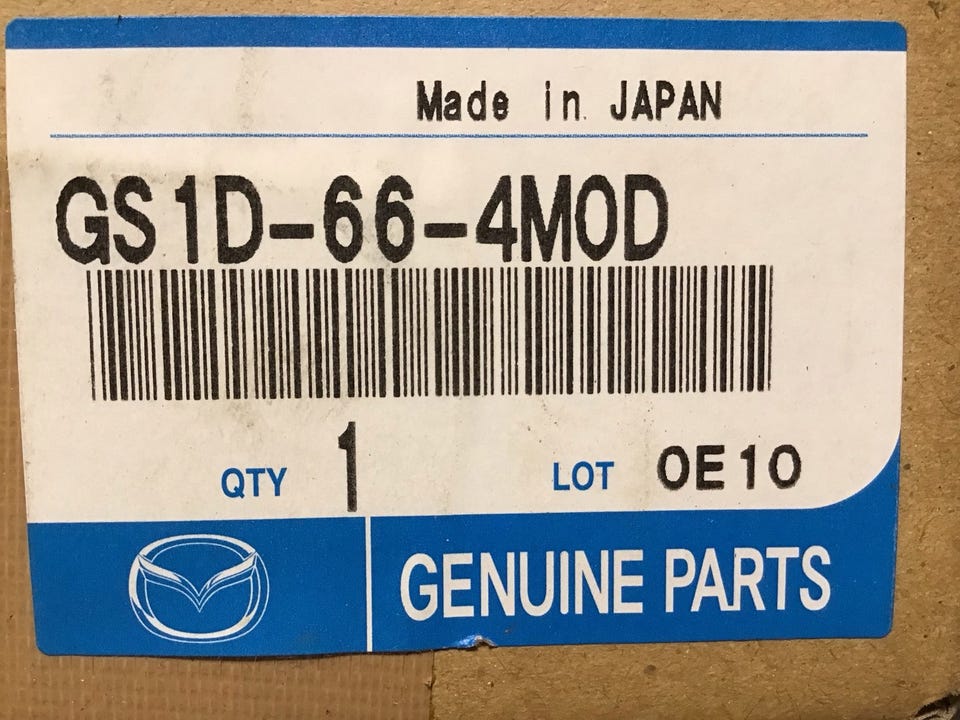 Made in JAPAN
GS1D-66-4M0D
QTY 1 LOT 0E10
GENUINE PARTS